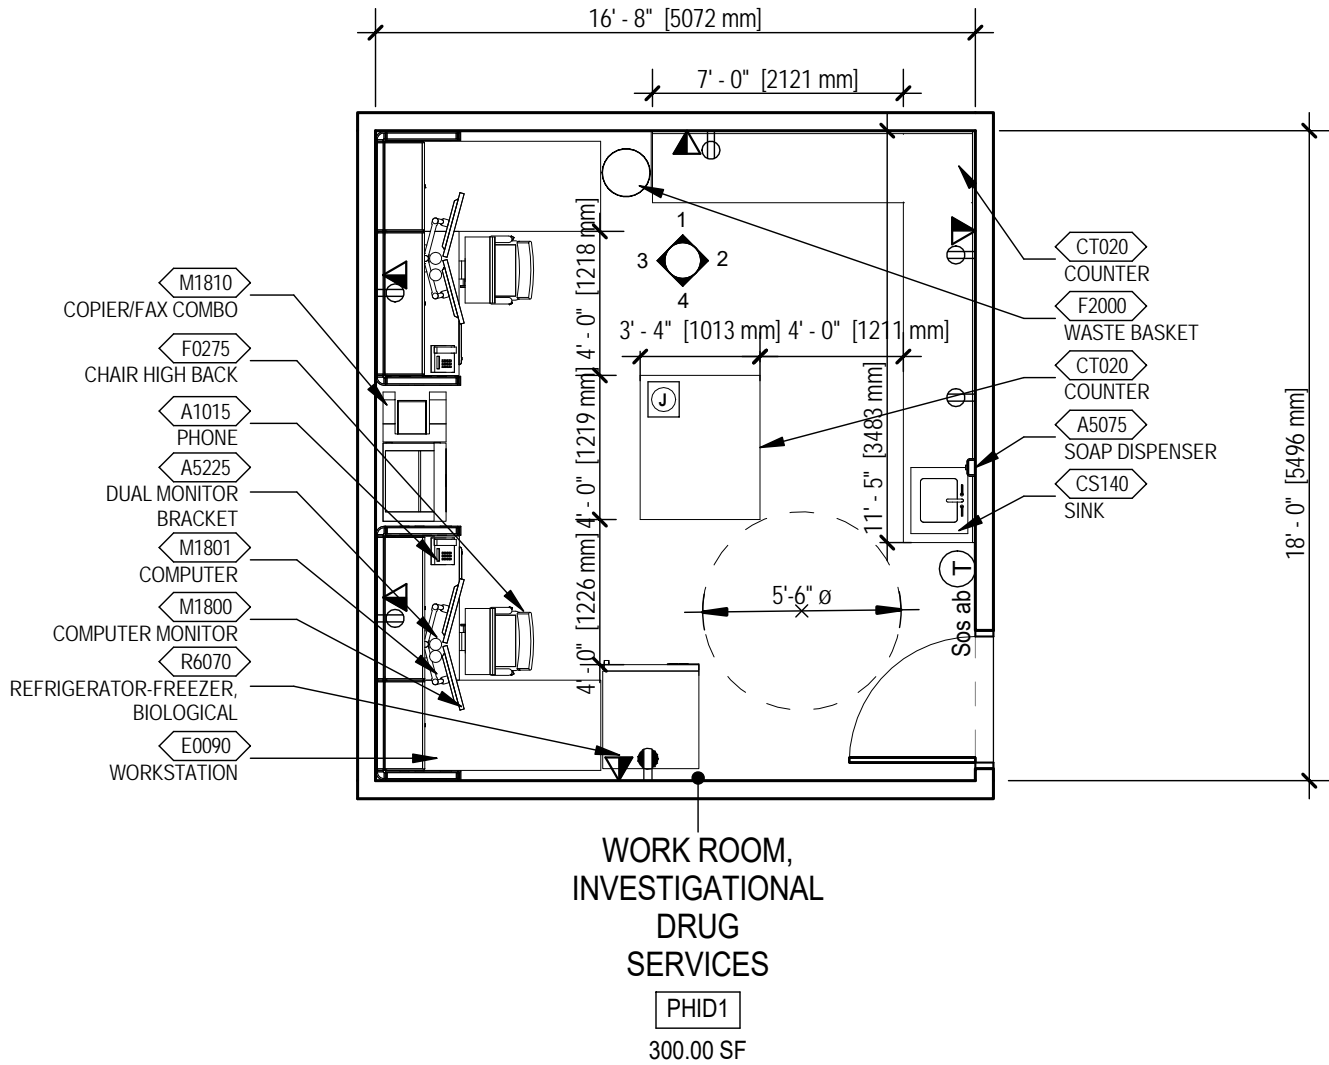 16' - 8" [5072 mm]
7' - 0" [2121 mm]
M1810
COPIER/FAX COMBO
F0275
CHAIR HIGH BACK
A1015
PHONE
A5225
DUAL MONITOR
BRACKET
M1801
COMPUTER
M1800
COMPUTER MONITOR
R6070
REFRIGERATOR-FREEZER,
BIOLOGICAL
E0090
WORKSTATION
4' - 0" [1218 mm]
4' - 0" [1219 mm]
4' - 0" [1226 mm]
1
2
3
4
3' - 4" [1013 mm]
4' - 0" [1211 mm]
J
11' - 5" [3483 mm]
5'-6" ø
T
Sos ab
CT020
COUNTER
F2000
WASTE BASKET
CT020
COUNTER
A5075
SOAP DISPENSER
CS140
SINK
18' - 0" [5496 mm]
WORK ROOM,
INVESTIGATIONAL
DRUG
SERVICES
PHID1
300.00 SF